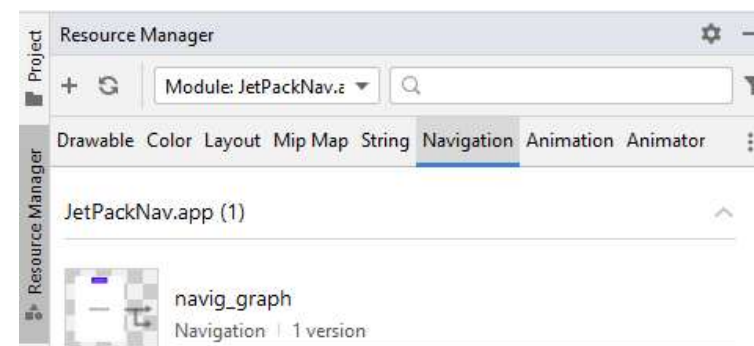 Project
Resource Manager
Resource Manager
Module: JetPackNav.a
Drawable Color Layout Mip Map String Navigation Animation Animator
JetPackNav.app (1)
navig_graph
Navigation | 1 version